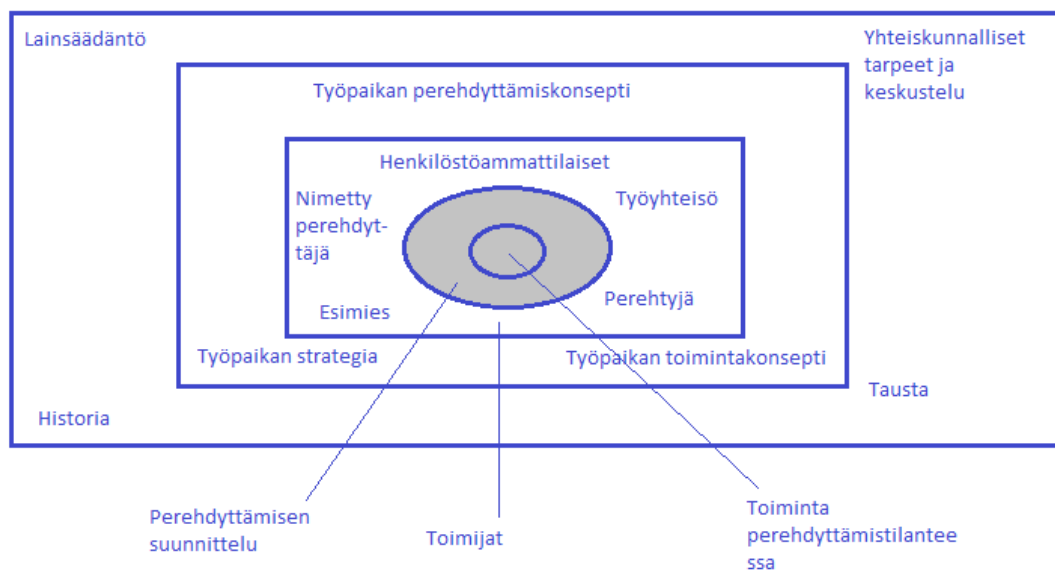 Lainsäädäntö
Yhteiskunnalliset
tarpeet ja
keskustelu
Työpaikan perehdyttämiskonsepti
Henkilöstöammattilaiset
Nimetty
perehdyt-
täjä
Työyhteisö
Esimies
Perehtyjä
Työpaikan strategia
Työpaikan toimintakonsepti
Tausta
Historia
Perehdyttämisen
suunnittelu
Toimijat
Toiminta
perehdyttämistilantee
ssa